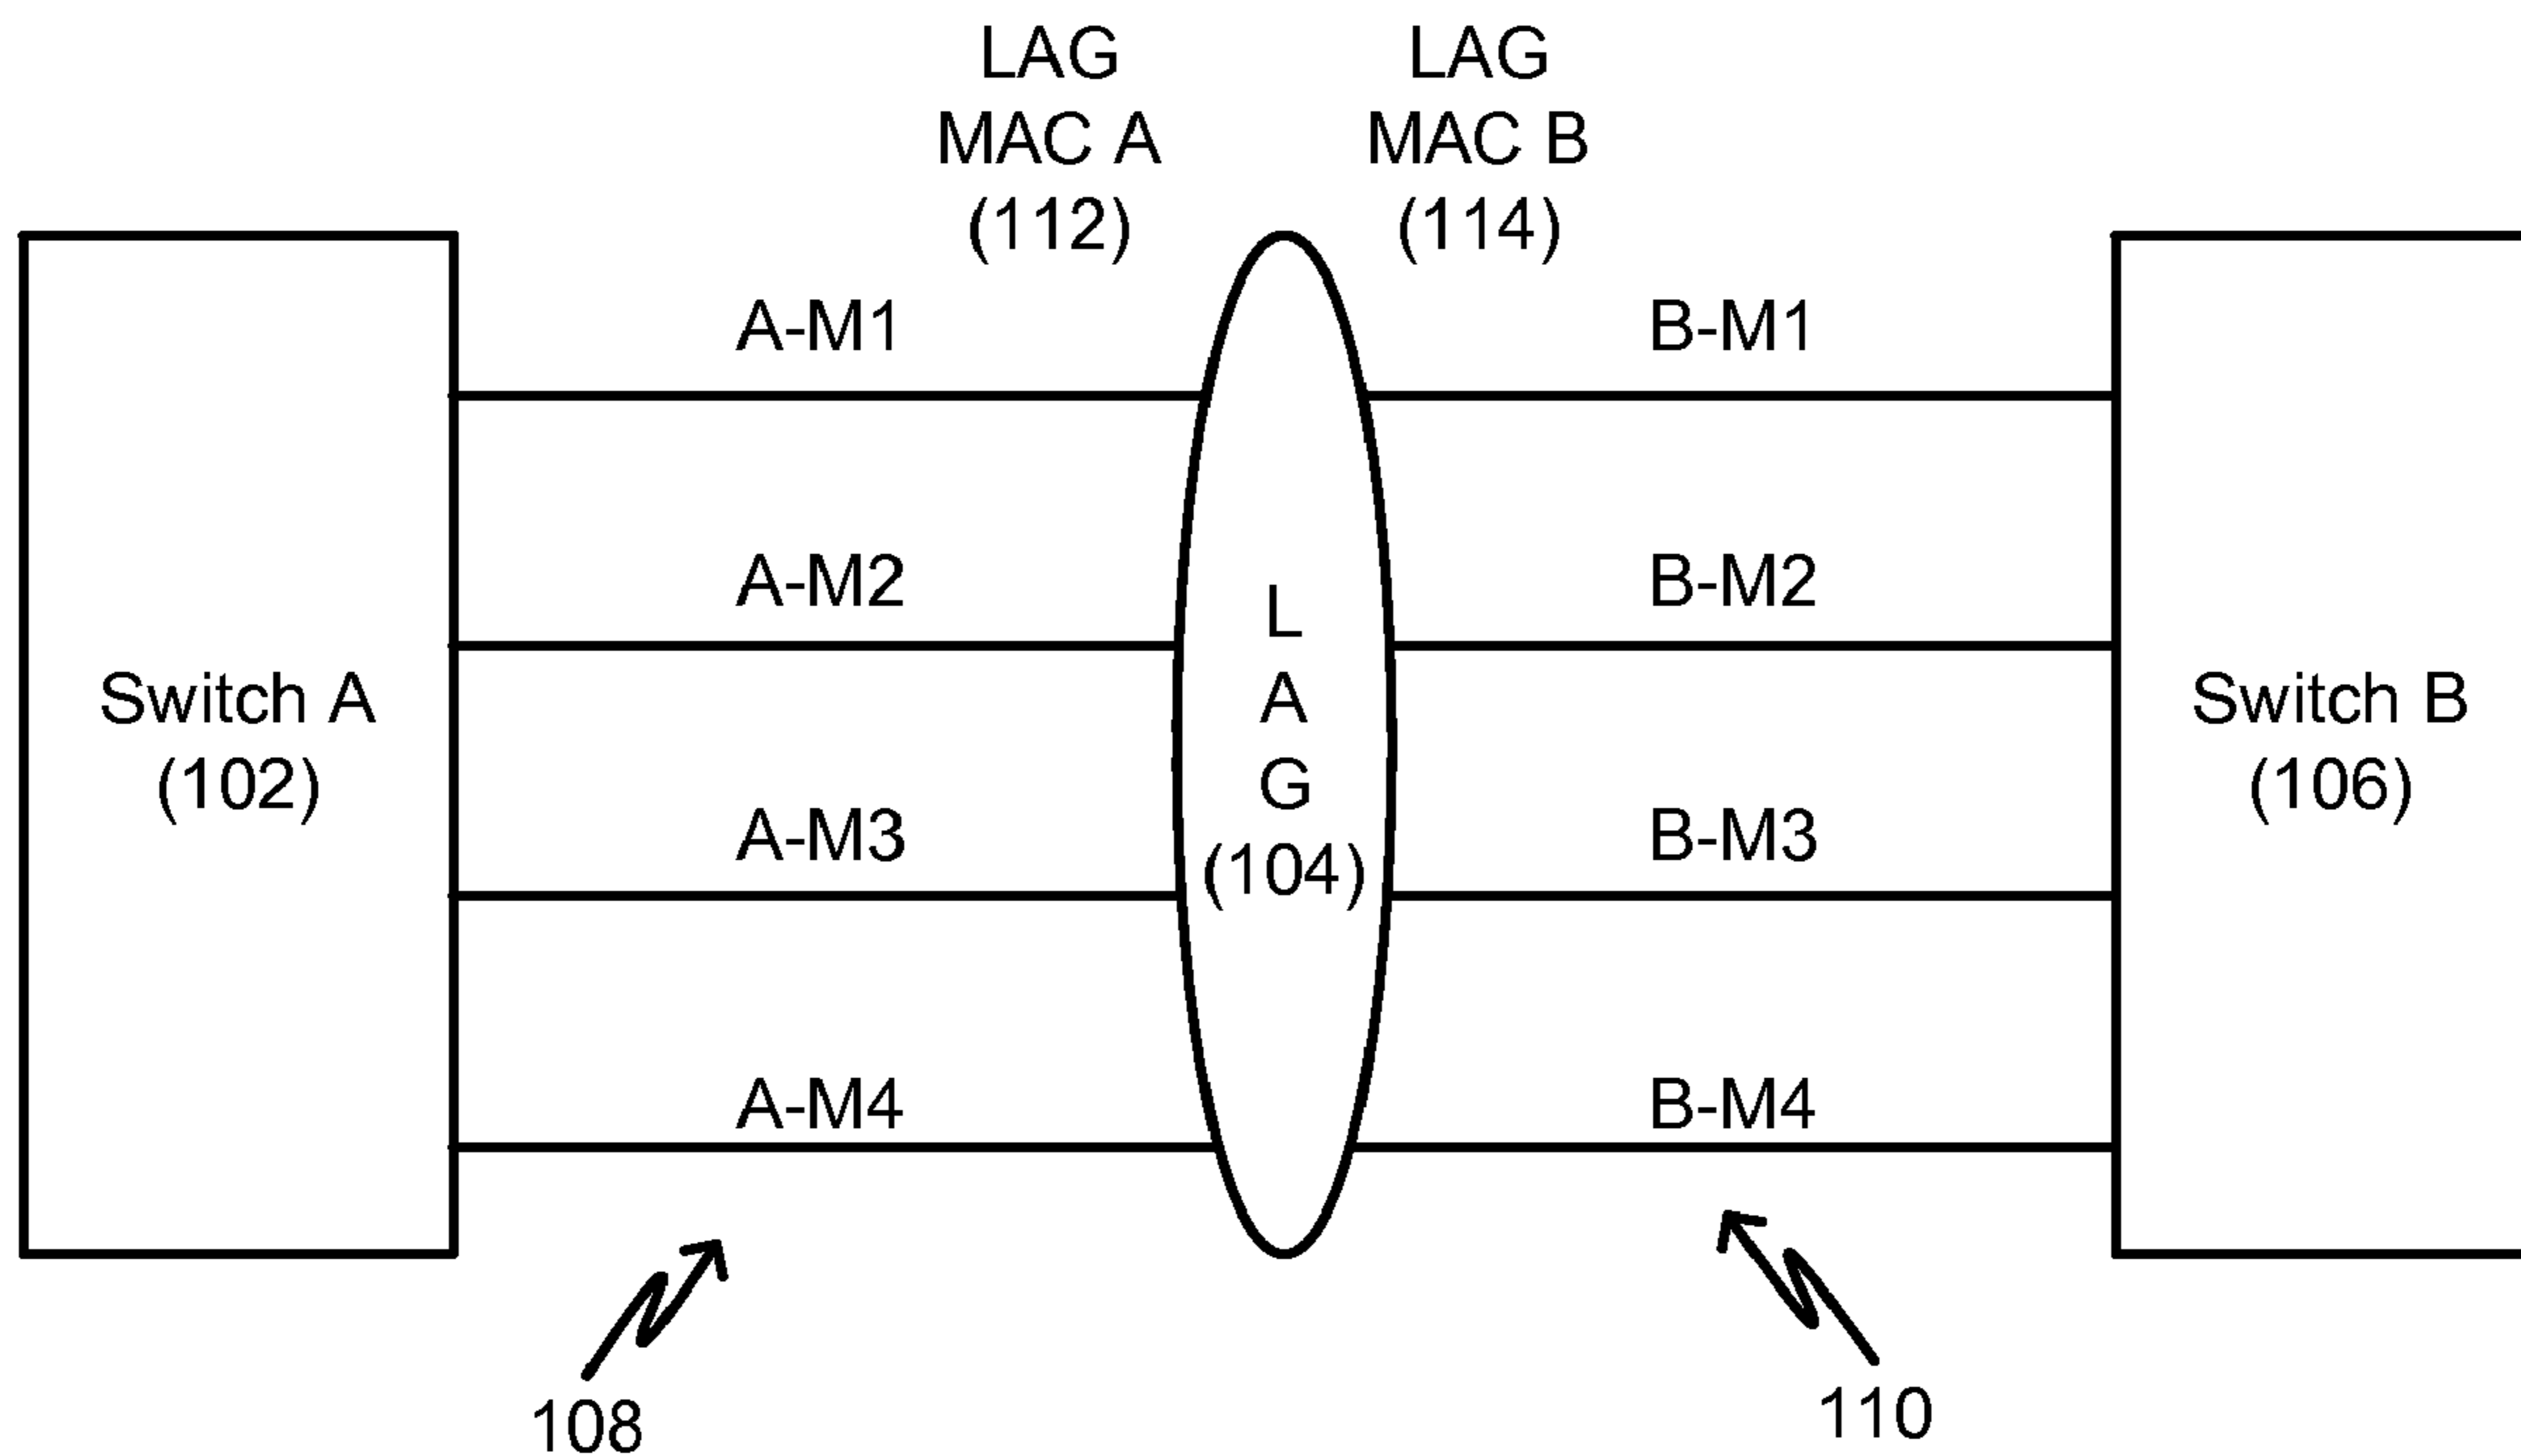 LAG
MAC A
(112)
LAG
MAC B
(114)
A-M1
B-M1
A-M2
B-M2
L
A
G
(104)
Switch A
(102)
Switch B
(106)
A-M3
B-M3
A-M4
B-M4
108
110